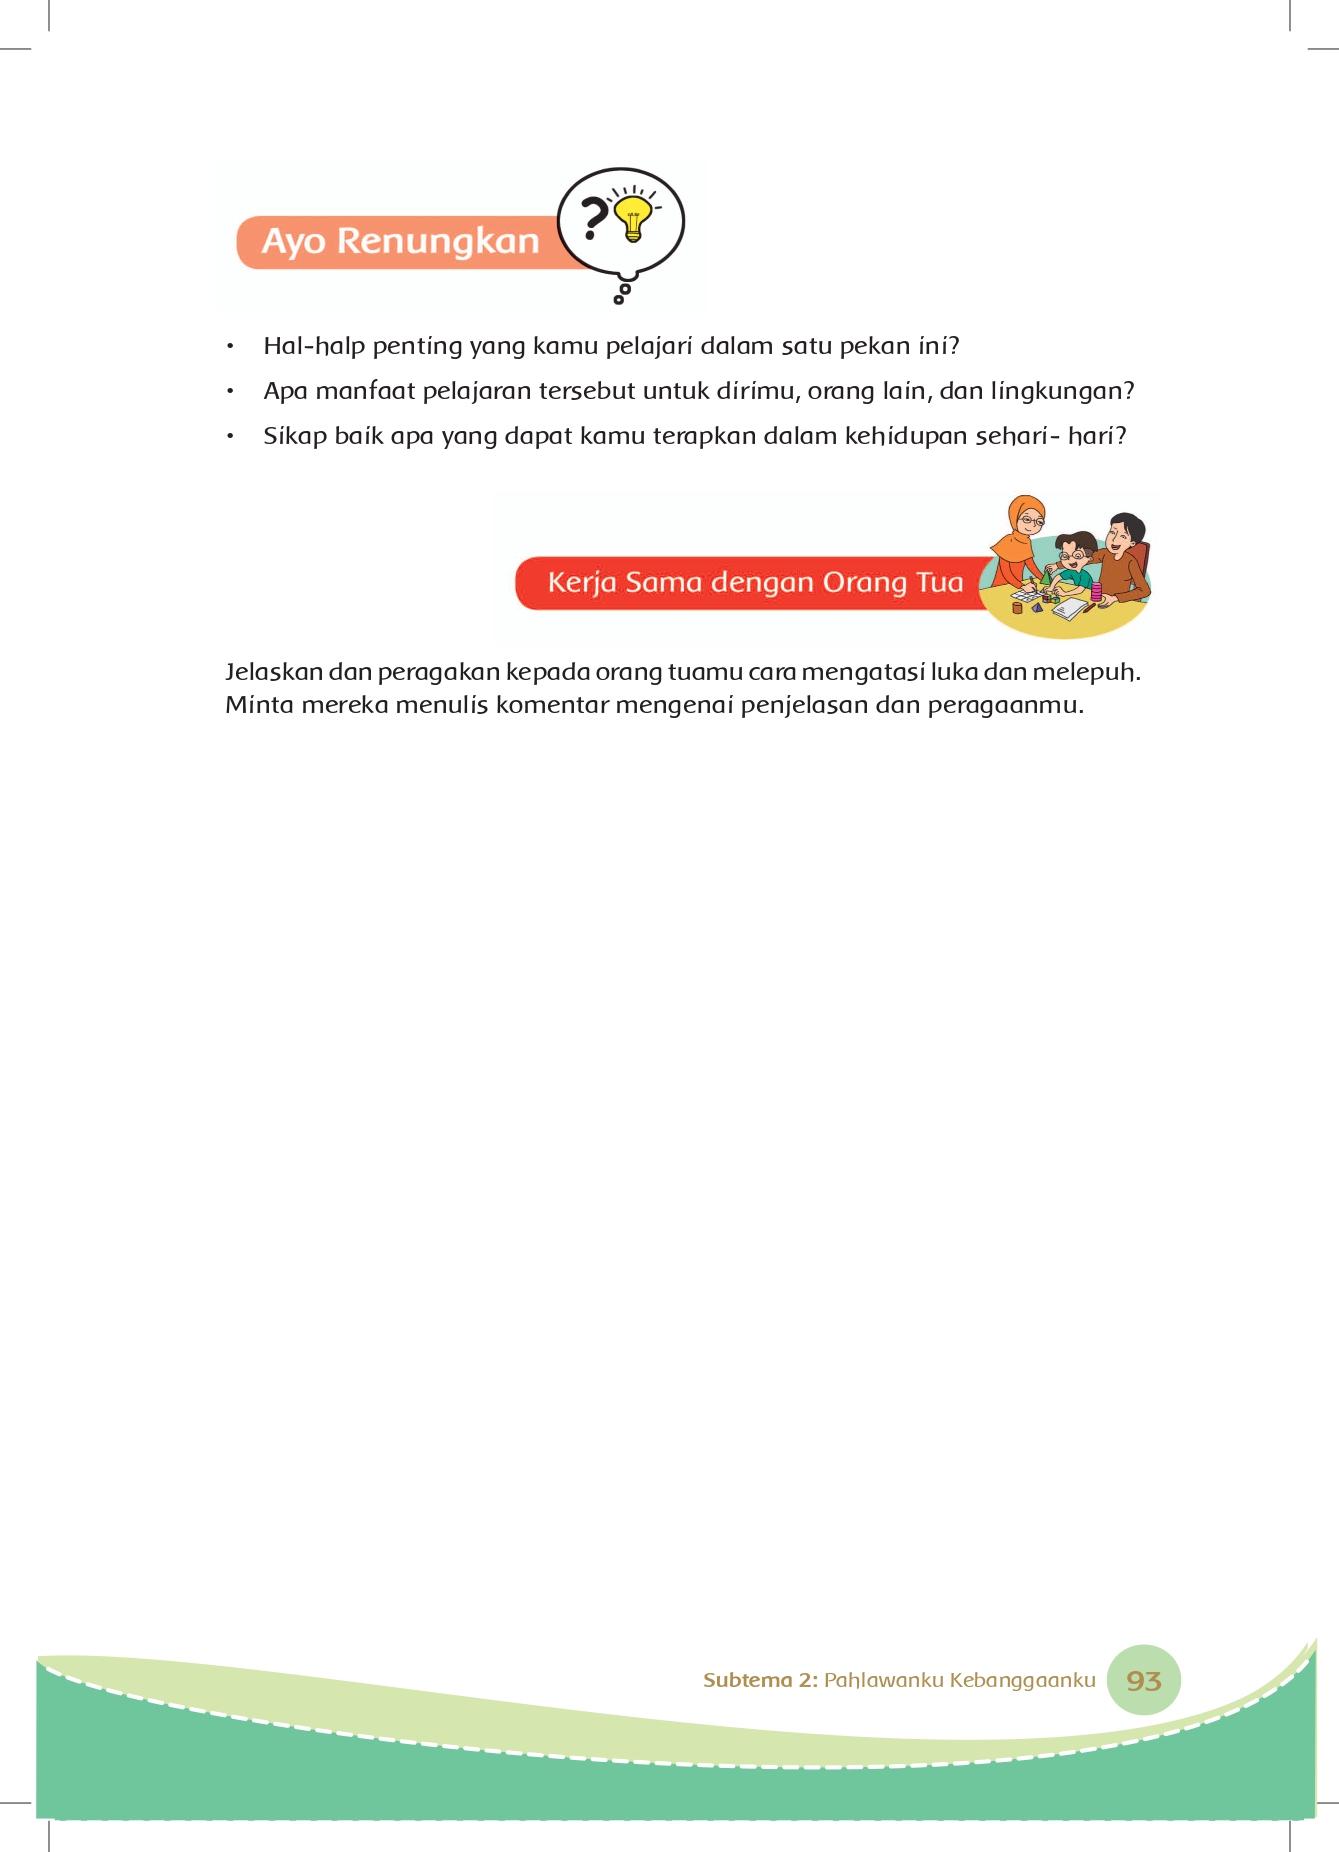 Ayo Renungkan
?
• Hal-halp penting yang kamu pelajari dalam satu pekan ini?
• Apa manfaat pelajaran tersebut untuk dirimu, orang lain, dan lingkungan?
• Sikap baik apa yang dapat kamu terapkan dalam kehidupan sehari- hari?
Kerja Sama dengan Orang Tua
Jelaskan dan peragakan kepada orang tuamu cara mengatasi luka dan melepuh.
Minta mereka menulis komentar mengenai penjelasan dan peragaanmu.
Subtema 2: Pahlawanku Kebanggaanku 93